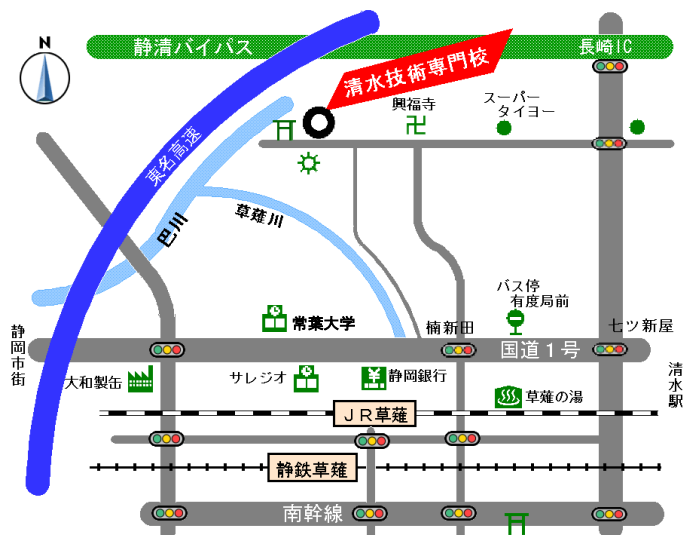 N
静清バイパス
長崎IC
清水技術専門校
興福寺
スーパー
タイヨー
東名高速
巴川
草薙川
バス停
有度局前
静岡市街
常葉大学
楠新田
七ツ新屋
国道1号
清水駅
大和製缶
サレジオ
静岡銀行
草薙の湯
JR草薙
静鉄草薙
南幹線